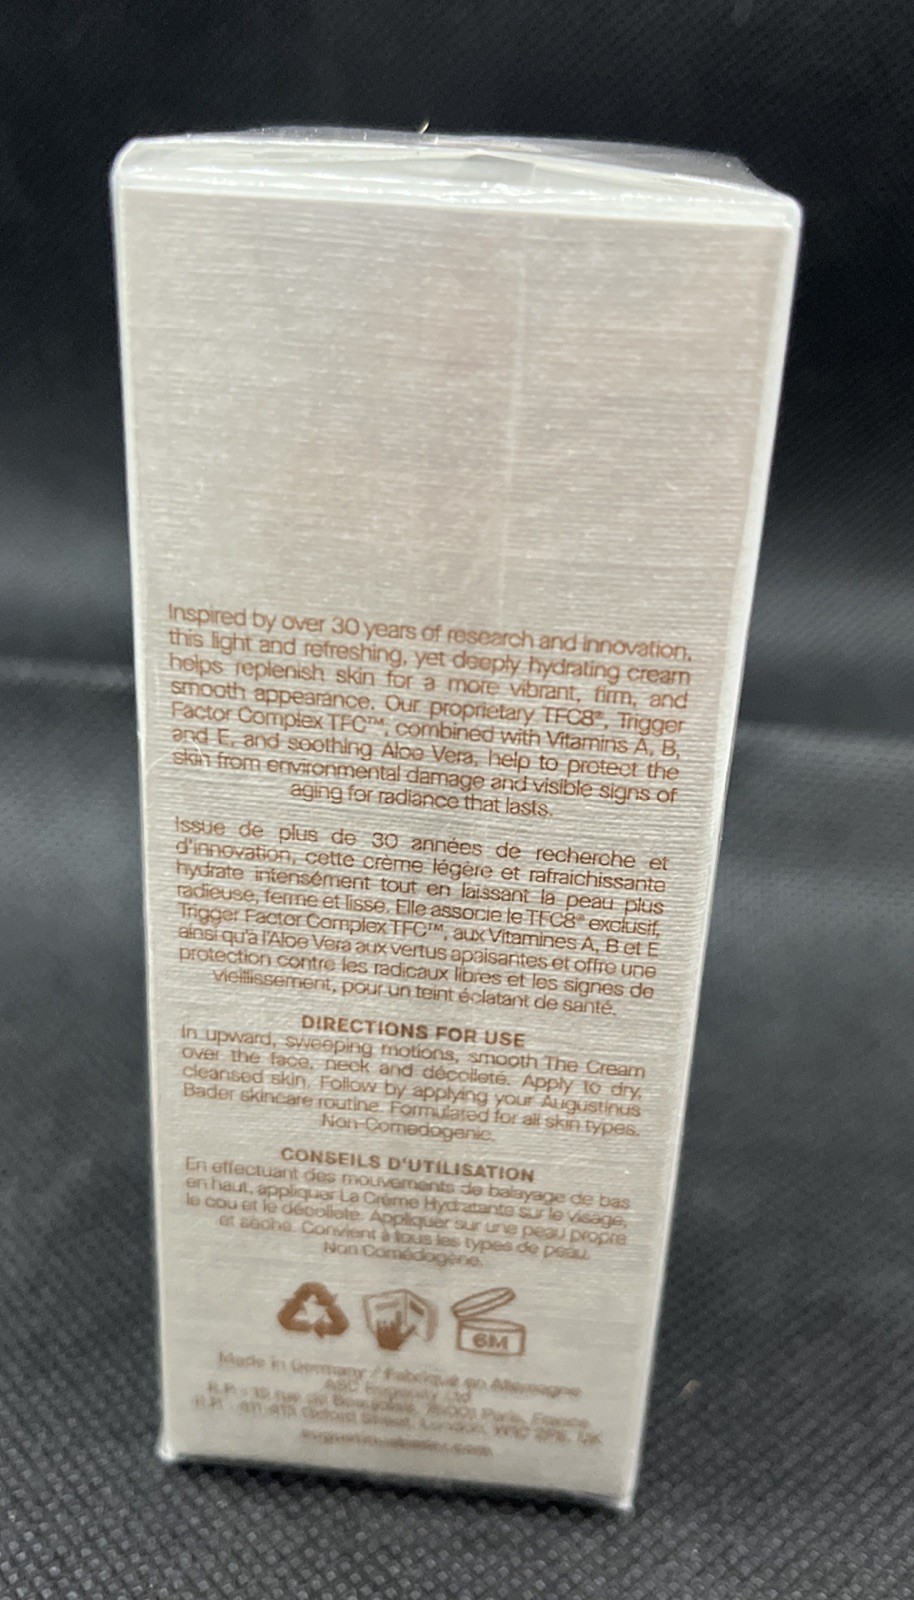 Inspired by over 30 years of research and innovation,
this light and refreshing, yet deeply hydrating cream
helps replenish skin for a more vibrant, firm, and
smooth appearance. Our proprietary TFC8®, Trigger
Factor Complex TFC™, combined with Vitamins A, B,
and E, and soothing Aloe Vera, help to protect the
skin from environmental damage and visible signs of
aging for radiance that lasts.
Issue de plus de 30 années de recherche et
d'innovation, cette crème légère et rafraichissante
hydrate intensément tout en laissant la peau plus
radieuse, ferme et lisse. Elle associe le TFC8® exclusif,
Trigger Factor Complex TFC™, aux Vitamines A, B et E
ainsi qu'à l'Aloe Vera aux vertus apaisantes et offre une
protection contre les radicaux libres et les signes de
vieillissement, pour un teint éclatant de santé.
DIRECTIONS FOR USE
In upward, sweeping motions, smooth The Cream
over the face, neck and décolleté. Apply to dry,
cleansed skin. Follow by applying your Augustinus
Bader skincare routine. Formulated for all skin types.
Non-Comedogenic.
CONSEILS D'UTILISATION
En effectuant des mouvements de balayage de bas
en haut, appliquer La Crème Hydratante sur le visage,
le cou et le décolleté. Appliquer sur une peau propre
et sèche. Convient à tous les types de peau.
Non Comédogène.
6M
Made in Germany / Fabriqué en Allemagne
Paris, France
Oxford Street, London, UK